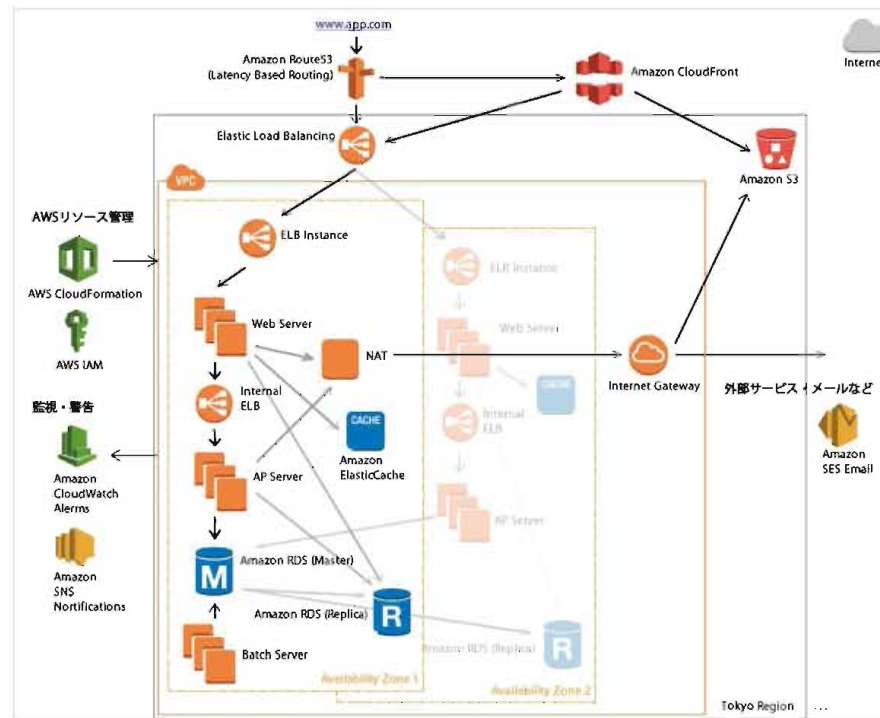 www.app.com
Amazon Route53
(Latency Based Routing)
Amazon CloudFront
Internet
Elastic Load Balancing
Amazon S3
VPC
AWSリソース管理
ELB Instance
ELB Instance
AWS CloudFormation
Web Server
Web Server
NAT
AWS IAM
Internet Gateway
Internal
ELB
CACHE
CACHE
Internal
ELB
外部サービス
メールなど
監視・警告
Amazon
ElasticCache
Amazon
SES Email
AP Server
Amazon
CloudWatch
Alerms
AP Server
M
Amazon RDS (Master)
Amazon
SNS
Nortifications
Amazon RDS (Replica)
R
Batch Server
Amazon RDS (Replica)
R
Availability Zone 1
Availability Zone 2
Tokyo Region
...